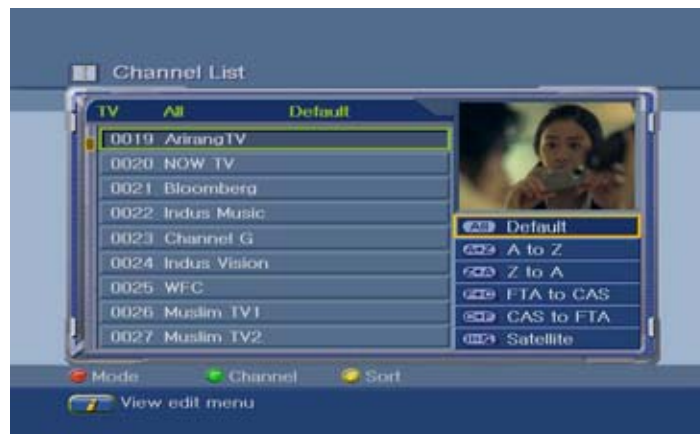 Channel List
TV All Default
0019 ArirangTV
0020 NOW TV
0021 Bloomberg
0022 Indus Music
0023 Channel G
0024 Indus Vision
0025 WFC
0026 Muslim TV1
0027 Muslim TV2
All Default
A to Z
Z to A
FTA to CAS
CAS to FTA
Satellite
Mode Channel Sort
i View edit menu